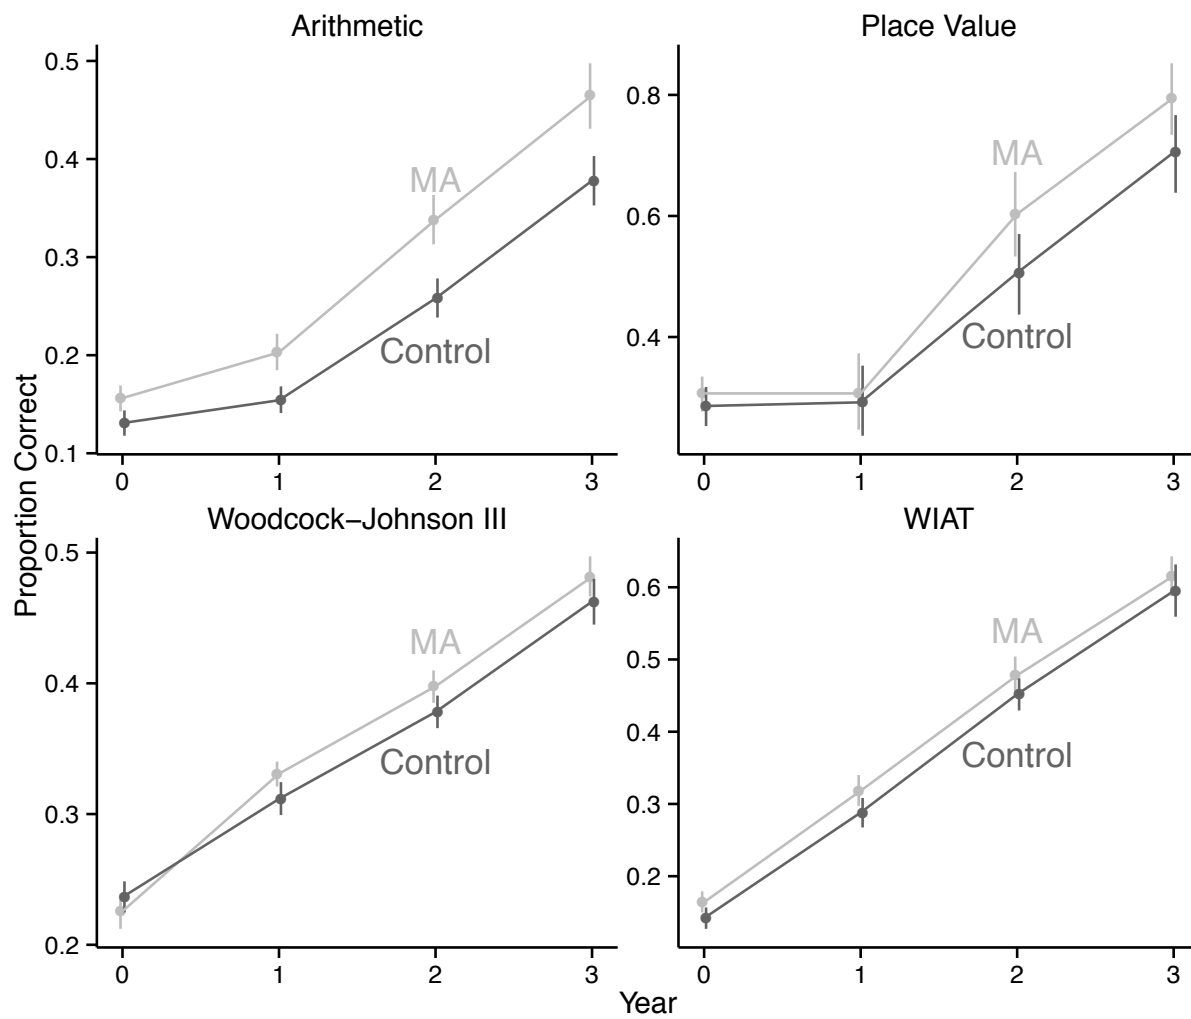 Arithmetic
0.5
0.4
0.3
0.2
0.1
MA
Control
0 1 2 3
Place Value
0.8
0.6
0.4
MA
Control
0 1 2 3
Proportion Correct
Woodcock–Johnson III
0.5
0.4
0.3
0.2
MA
Control
0 1 2 3
WIAT
0.6
0.5
0.4
0.3
0.2
MA
Control
0 1 2 3
Year